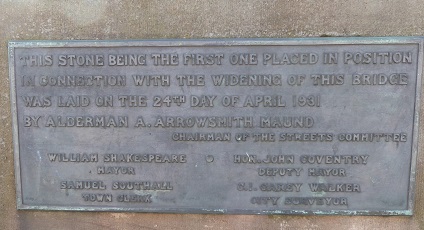 THIS STONE BEING THE FIRST ONE PLACED IN POSITION
IN CONNECTION WITH THE WIDENING OF THIS BRIDGE
WAS LAID ON THE 24TH DAY OF APRIL 1931
BY ALDERMAN A. ARROWSMITH MAUND
CHAIRMAN OF THE STREETS COMMITTEE
WILLIAM SHAKESPEARE
MAYOR
SAMUEL SOUTHALL
TOWN CLERK
HON. JOHN COVENTRY
DEPUTY MAYOR
CAREY WALKER
CITY SURVEYOR